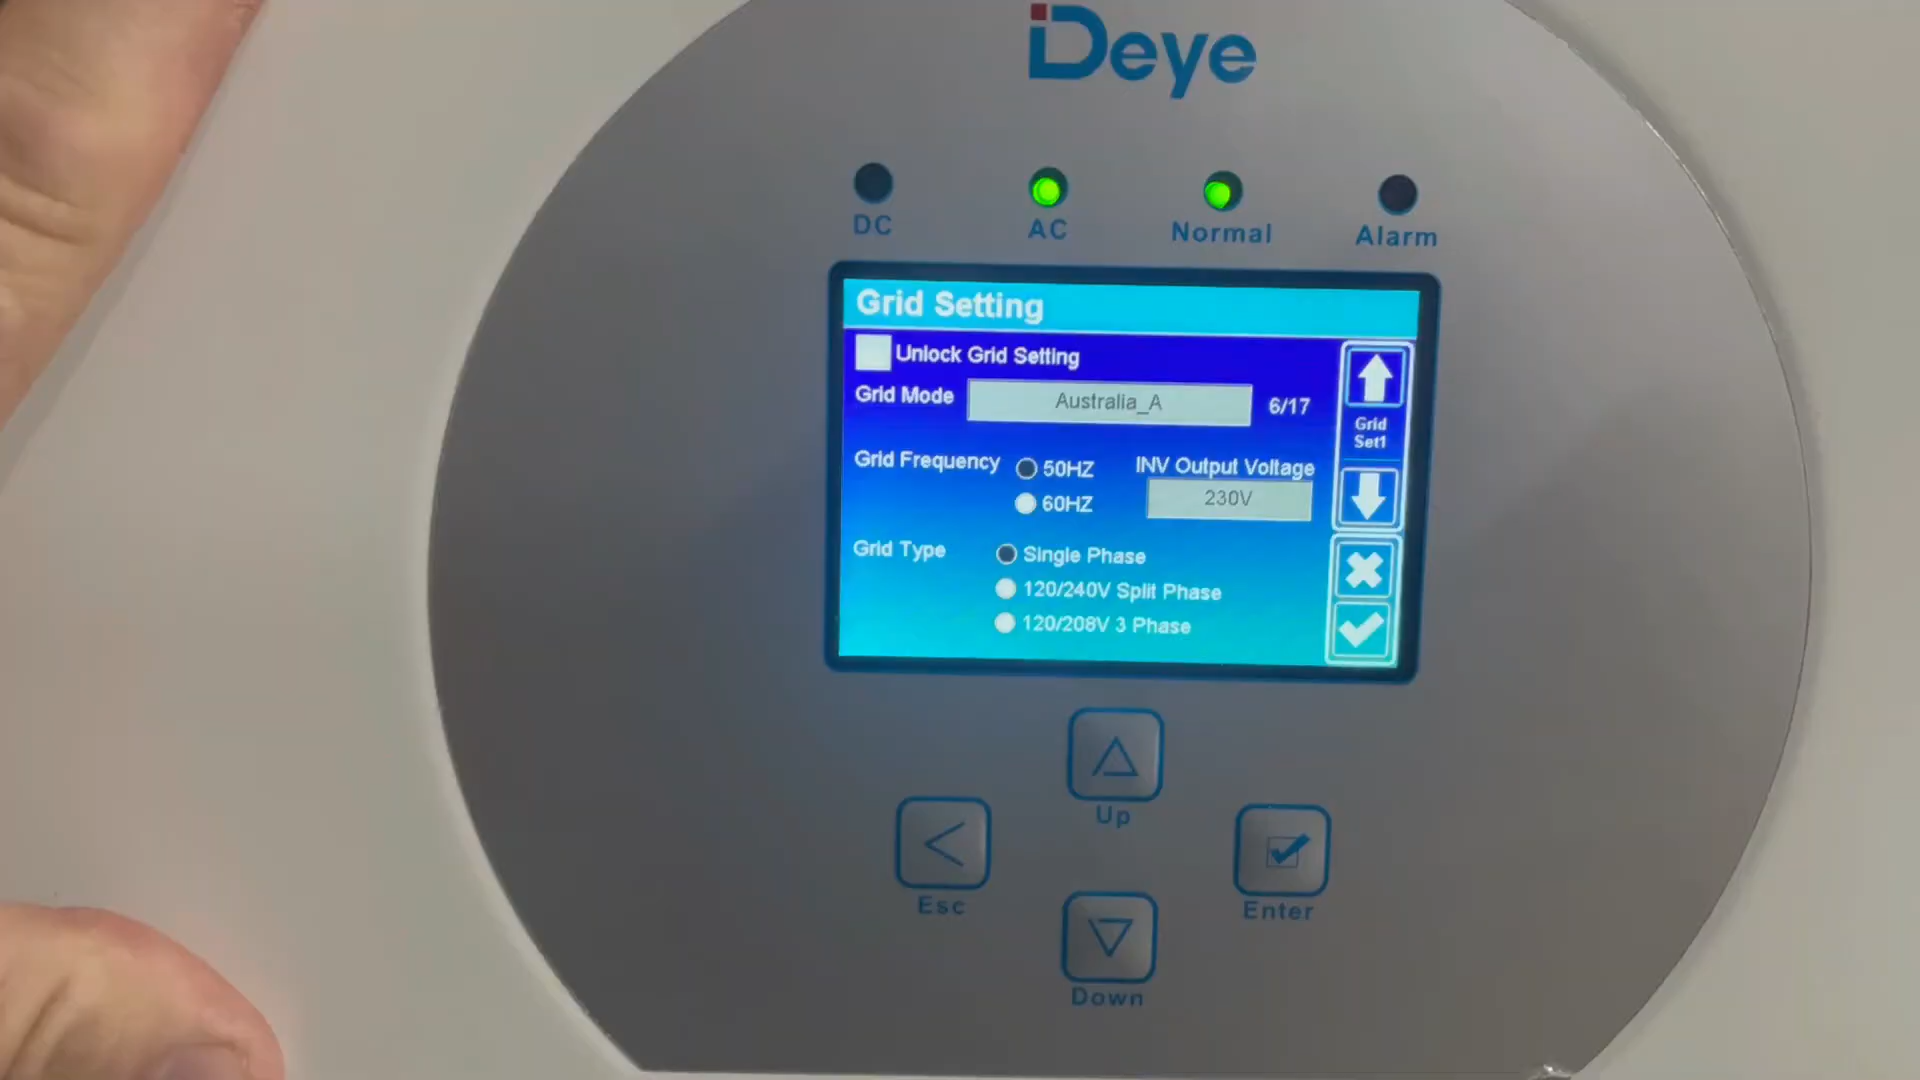 Deye
DC
AC
Normal
Alarm
Grid Setting
Unlock Grid Setting
Grid Mode
Australia_A
6/17
Grid
Set1
Grid Frequency
50HZ
INV Output Voltage
60HZ
230V
Grid Type
Single Phase
120/240V Split Phase
120/208V 3 Phase
Up
Esc
Enter
Down